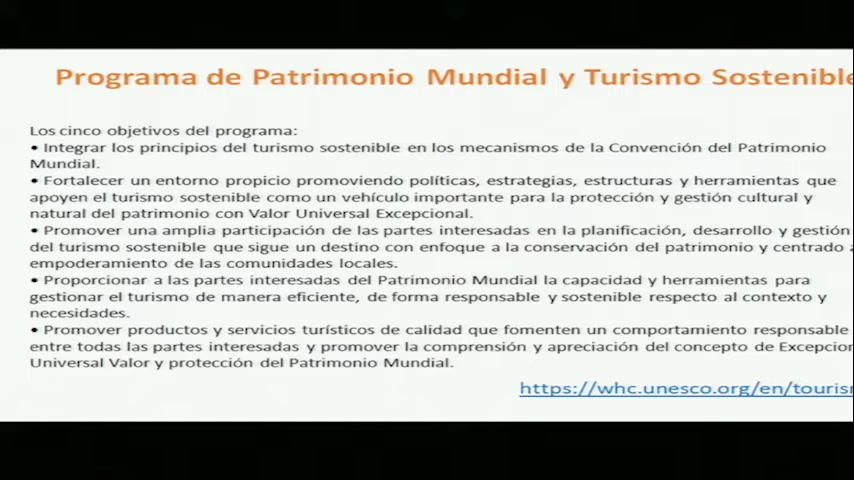 Programa de Patrimonio Mundial y Turismo Sostenible
Los cinco objetivos del programa:
• Integrar los principios del turismo sostenible en los mecanismos de la Convención del Patrimonio
Mundial.
• Fortalecer un entorno propicio promoviendo políticas, estrategias, estructuras y herramientas que
apoyen el turismo sostenible como un vehículo importante para la protección y gestión cultural y
natural del patrimonio con Valor Universal Excepcional.
• Promover una amplia participación de las partes interesadas en la planificación, desarrollo y gestión
del turismo sostenible que sigue un destino con enfoque a la conservación del patrimonio y centrado
empoderamiento de las comunidades locales.
• Proporcionar a las partes interesadas del Patrimonio Mundial la capacidad y herramientas para
gestionar el turismo de manera eficiente, de forma responsable y sostenible respecto al contexto y
necesidades.
• Promover productos y servicios turísticos de calidad que fomenten un comportamiento responsable
entre todas las partes interesadas y promover la comprensión y apreciación del concepto de Excepcion
Universal Valor y protección del Patrimonio Mundial.
https://whc.unesco.org/en/tourism